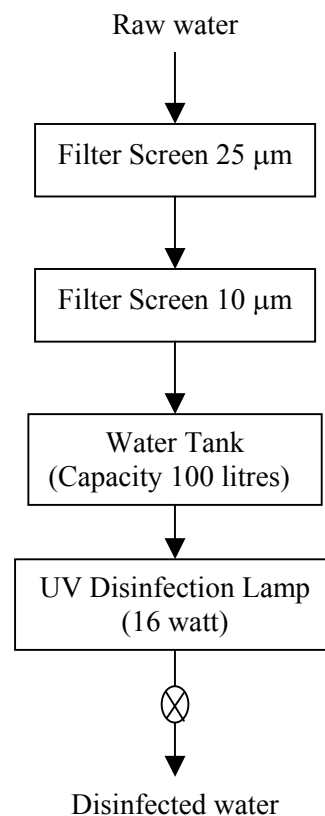 Raw water
Filter Screen 25 μm
Filter Screen 10 μm
Water Tank
(Capacity 100 litres)
UV Disinfection Lamp
(16 watt)
Disinfected water